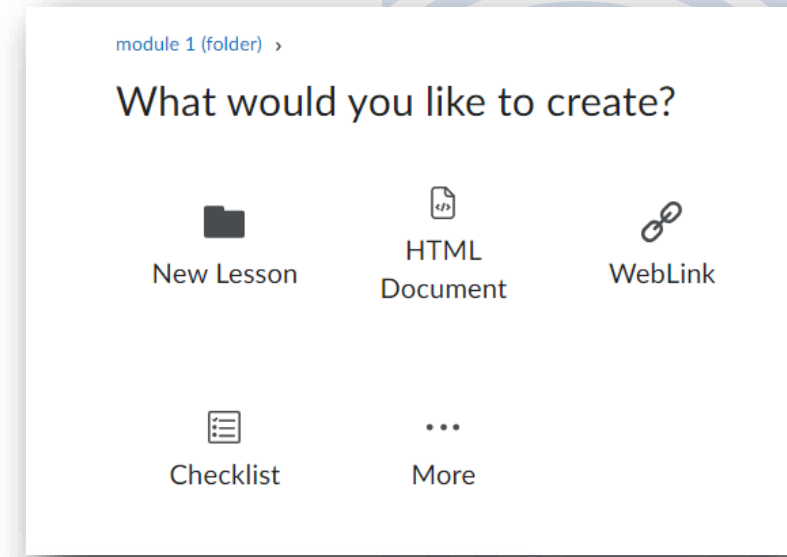 module 1 (folder) ›
What would you like to create?
New Lesson
HTML
Document
WebLink
Checklist
More